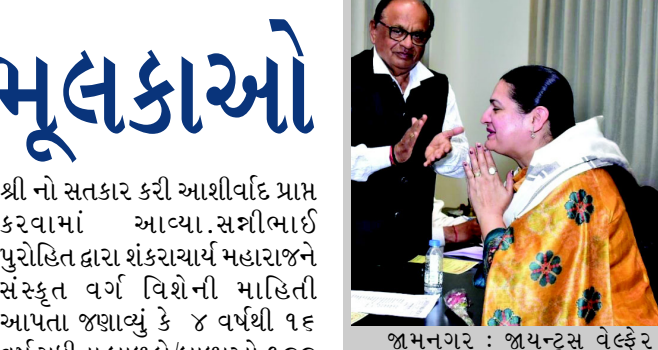 મૂલકાઓ
શ્રી નો સતકાર કરી આશીર્વાદ પ્રાપ્ત
કરવામાં આવ્યા.સન્નીભાઈ
પુરોહિત દ્વારા શંકરાચાર્ય મહારાજને
સંસ્કૃત વર્ગ વિશેની માહિતી
આપતા જણાવ્યું કે ૪ વર્ષથી ૧૬
જામનગર : જાયન્ટસ વેલ્ફેર